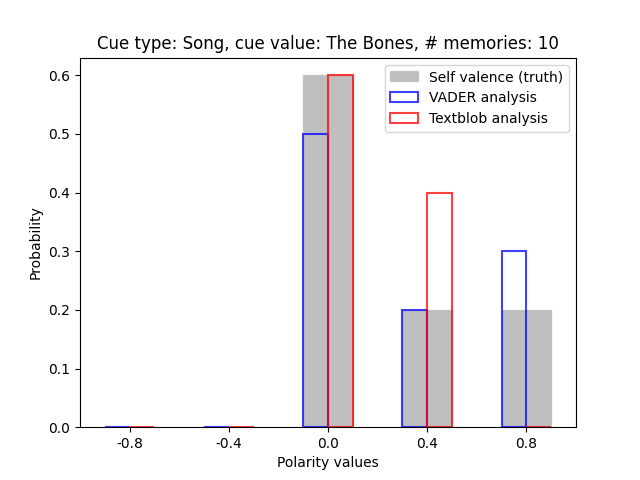 Cue type: Song, cue value: The Bones, # memories: 10
Self valence (truth)
VADER analysis
Textblob analysis
0.6
0.5
0.4
0.3
0.2
0.1
0.0
Probability
-0.8 -0.4 0.0 0.4 0.8
Polarity values